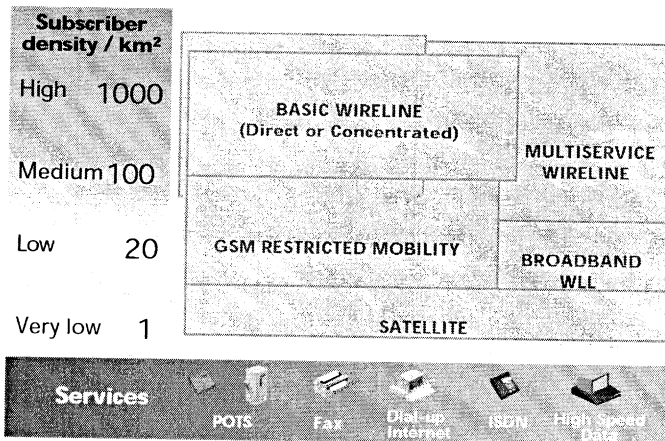 Subscriber
density / km²
High 1000
Medium 100
Low 20
Very low 1
BASIC WIRELINE
(Direct or Concentrated)
MULTISERVICE
WIRELINE
GSM RESTRICTED MOBILITY
BROADBAND
WLL
SATELLITE
Services
POTS
Fax
Dial-up
Internet
ISDN
High Speed
Data